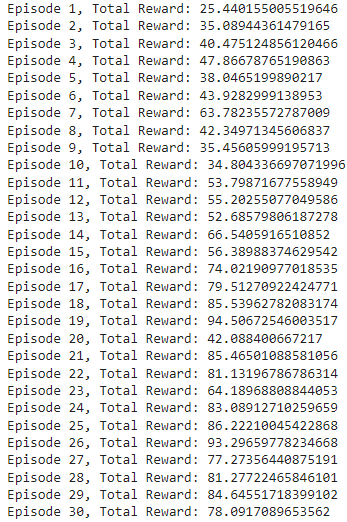 Episode 1, Total Reward: 25.440155005519646
Episode 2, Total Reward: 35.08944361479165
Episode 3, Total Reward: 40.475124856120466
Episode 4, Total Reward: 47.86678765190863
Episode 5, Total Reward: 38.0465199890217
Episode 6, Total Reward: 43.9282999138953
Episode 7, Total Reward: 63.78235572787009
Episode 8, Total Reward: 42.34971345606837
Episode 9, Total Reward: 35.45605999195713
Episode 10, Total Reward: 34.804336697071996
Episode 11, Total Reward: 53.79871677558949
Episode 12, Total Reward: 55.20255077049586
Episode 13, Total Reward: 52.68579806187278
Episode 14, Total Reward: 66.5405916510852
Episode 15, Total Reward: 56.38988374629542
Episode 16, Total Reward: 74.02190977018535
Episode 17, Total Reward: 79.51270922424771
Episode 18, Total Reward: 85.53962782083174
Episode 19, Total Reward: 94.50672546003517
Episode 20, Total Reward: 42.088400667217
Episode 21, Total Reward: 85.46501088581056
Episode 22, Total Reward: 81.13196786786314
Episode 23, Total Reward: 64.18968808844053
Episode 24, Total Reward: 83.08912710259659
Episode 25, Total Reward: 86.22210045422868
Episode 26, Total Reward: 93.29659778234668
Episode 27, Total Reward: 77.27356440875191
Episode 28, Total Reward: 81.27722465846101
Episode 29, Total Reward: 84.64551718399102
Episode 30, Total Reward: 78.0917089653562